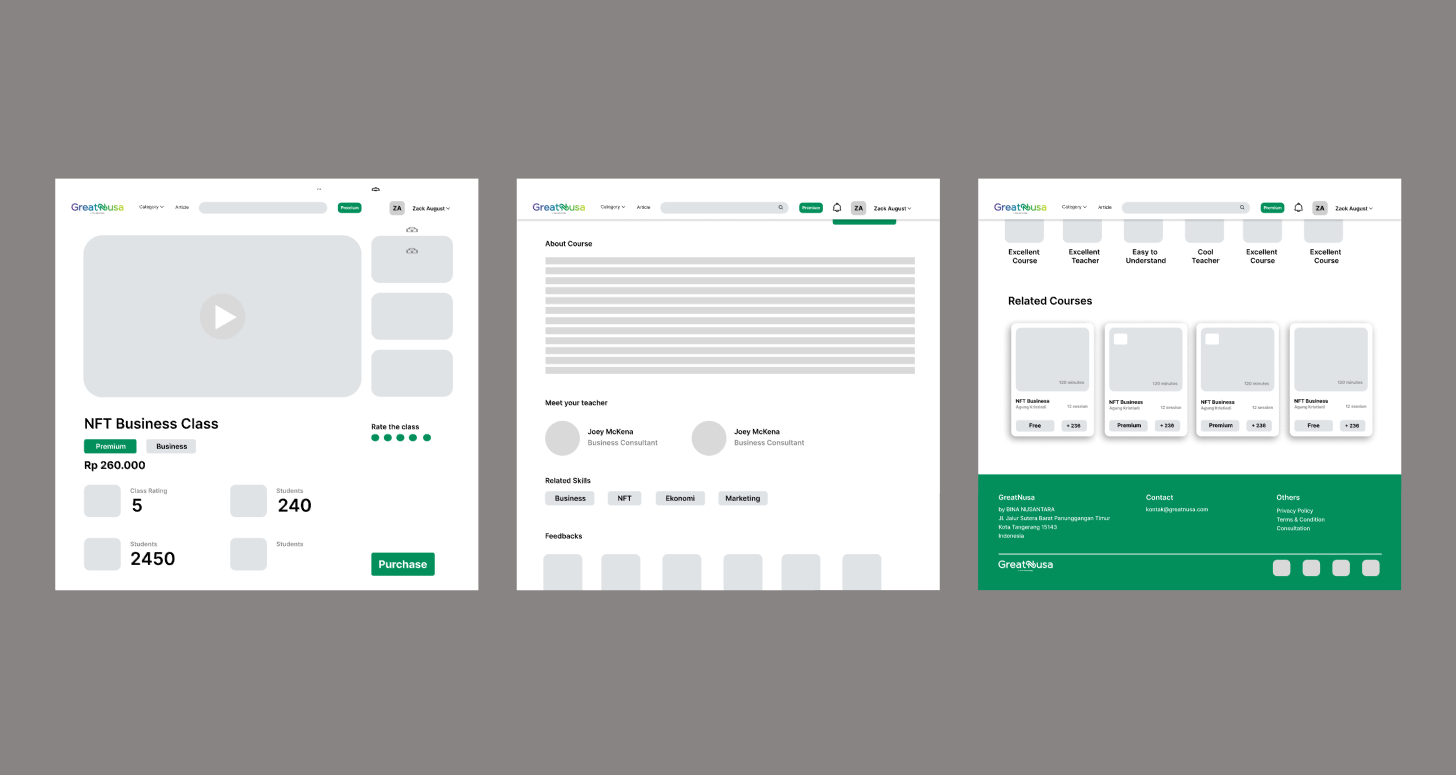 GreatNusa
Category
Article
Premium
ZA
Zack August
NFT Business Class
Premium
Business
Rp 260.000
Rate the class
Class Rating
5
Students
240
Students
2450
Students
Purchase
GreatNusa
Category
Article
Premium
ZA
Zack August
About Course
Meet your teacher
Joey McKena
Business Consultant
Joey McKena
Business Consultant
Related Skills
Business
NFT
Ekonomi
Marketing
Feedbacks
GreatNusa
Category
Article
Premium
ZA
Zack August
Excellent
Course
Excellent
Teacher
Easy to
Understand
Cool
Teacher
Excellent
Course
Excellent
Course
Related Courses
120 minutes
NFT Business
Agung Kristiadi
12 session
Free
+ 236
120 minutes
NFT Business
Agung Kristiadi
12 session
Premium
+ 236
120 minutes
NFT Business
Agung Kristiadi
12 session
Premium
+ 236
120 minutes
NFT Business
Agung Kristiadi
12 session
Free
+ 236
GreatNusa
by BINA NUSANTARA
Jl. Jalur Sutera Barat Panunggangan Timur
Kota Tangerang 15143
Indonesia
Contact
kontak@greatnusa.com
Others
Privacy Policy
Terms & Condition
Consultation
GreatNusa